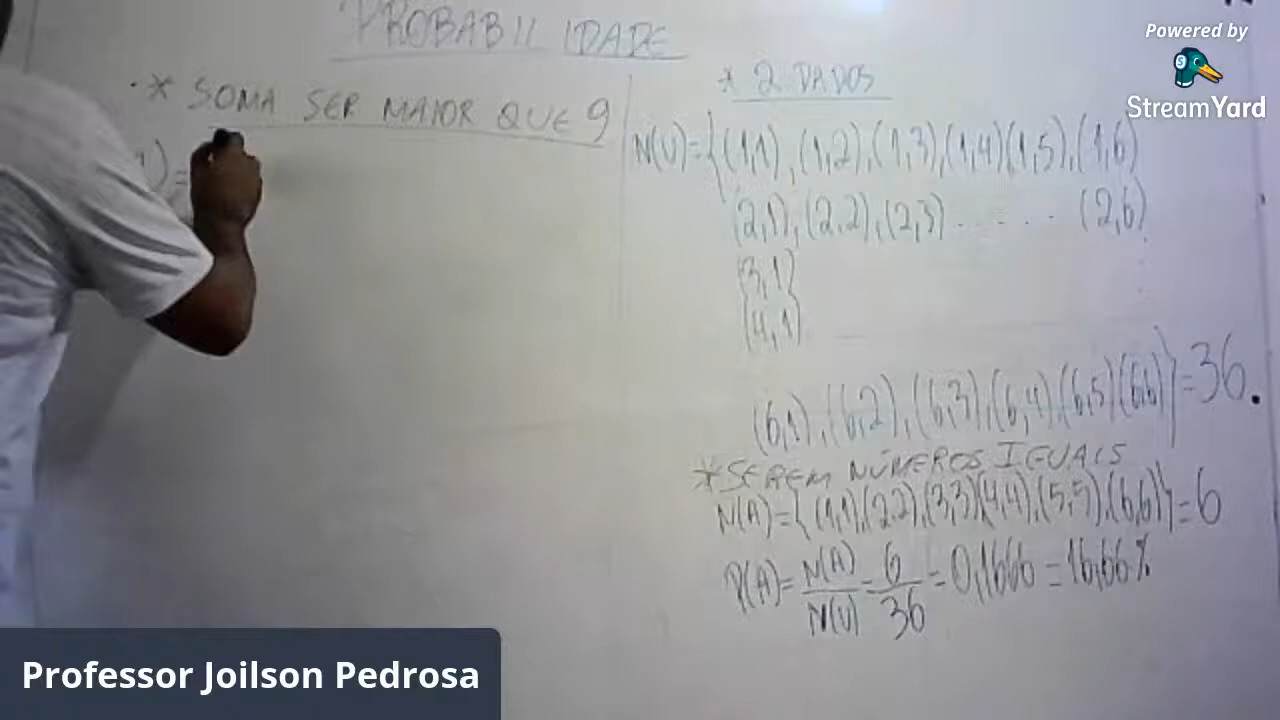 PROBABILIDADE
* SOMA SER MAIOR QUE 9
) =
* 2 DADOS
N(U)={(1,1), (1,2),(1,3),(1,4)(1,5),(1,6)
(2,1),(2,2),(2,3) ...... (2,6)
(3,1)
(4,1)
(6,1),(6,2),(6,3),(6,4)(6,5)(6,6)}=36.
*SEREM NÚMEROS IGUAIS
N(A)={(1,1),(2,2),(3,3)(4,4),(5,5),(6,6)}=6
P(A)=N(A)/N(U)=6/36=0,1666=16,66%
Powered by
StreamYard
Professor Joilson Pedrosa